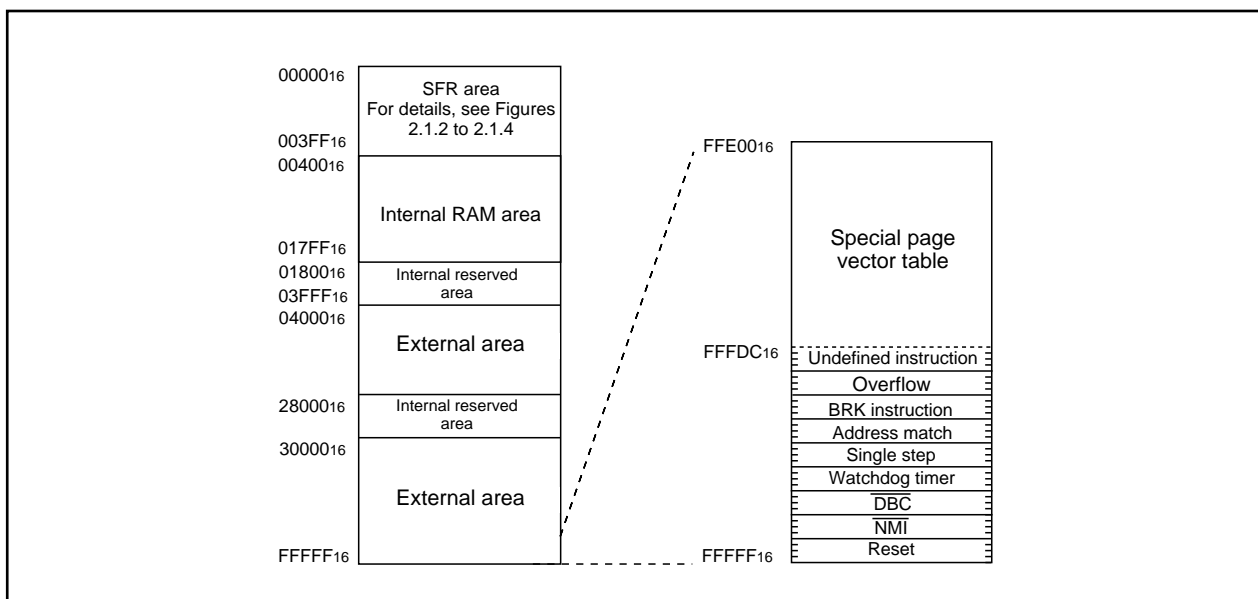 00000₁₆
SFR area
For details, see Figures
2.1.2 to 2.1.4
003FF₁₆
00400₁₆
Internal RAM area
017FF₁₆
01800₁₆
Internal reserved
area
03FFF₁₆
04000₁₆
External area
28000₁₆
Internal reserved
area
30000₁₆
External area
FFFFF₁₆
FFE00₁₆
Special page
vector table
FFFDC₁₆
Undefined instruction
Overflow
BRK instruction
Address match
Single step
Watchdog timer
D̅B̅C̅
N̅M̅I̅
Reset
FFFFF₁₆